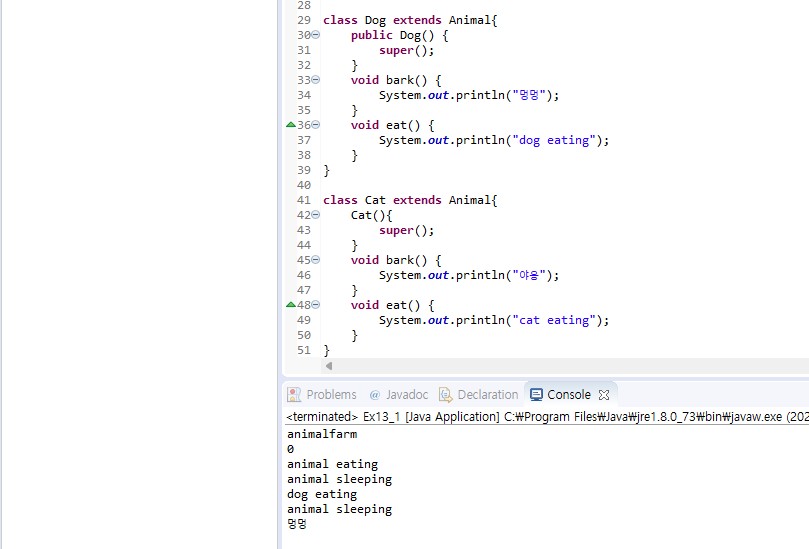 28
29 class Dog extends Animal{
30 public Dog() {
31 super();
32 }
33 void bark() {
34 System.out.println("멍멍");
35 }
36 void eat() {
37 System.out.println("dog eating");
38 }
39 }
40
41 class Cat extends Animal{
42 Cat(){
43 super();
44 }
45 void bark() {
46 System.out.println("야옹");
47 }
48 void eat() {
49 System.out.println("cat eating");
50 }
51 }
Problems @ Javadoc Declaration Console
<terminated> Ex13_1 [Java Application] C:₩Program Files₩Java₩jre1.8.0_73₩bin₩javaw.exe (202
animalfarm
0
animal eating
animal sleeping
dog eating
animal sleeping
멍멍